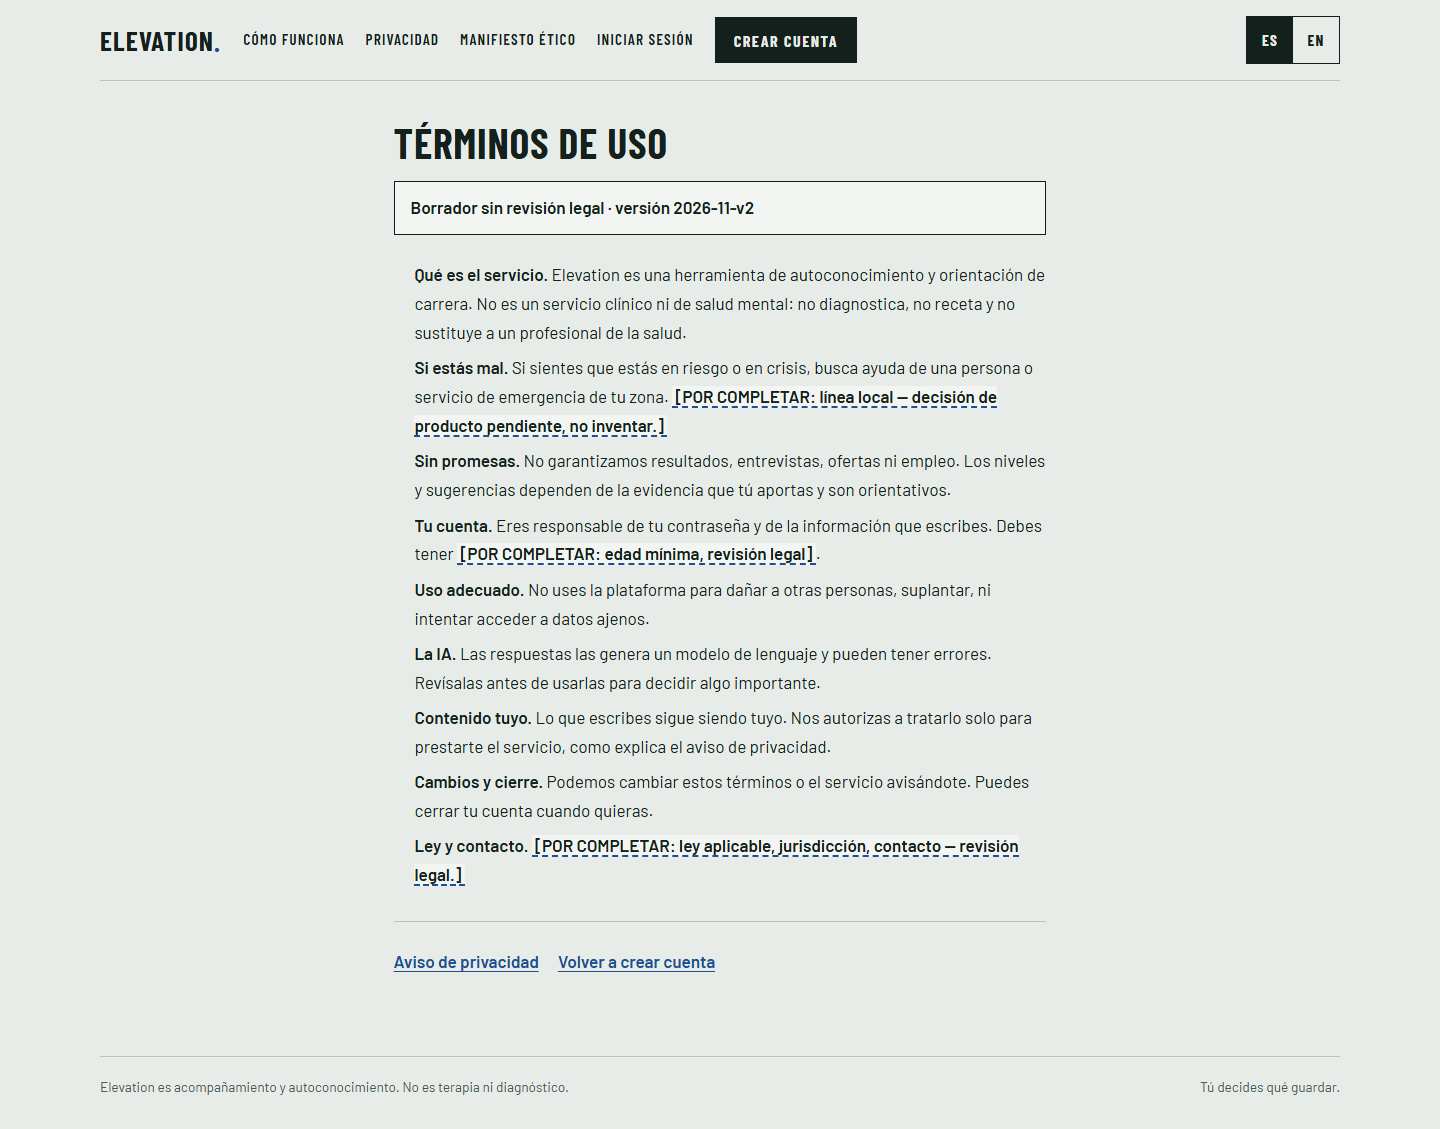 ELEVATION.
CÓMO FUNCIONA
PRIVACIDAD
MANIFIESTO ÉTICO
INICIAR SESIÓN
CREAR CUENTA
ES
EN
TÉRMINOS DE USO
Borrador sin revisión legal · versión 2026-11-v2
Qué es el servicio. Elevation es una herramienta de autoconocimiento y orientación de
carrera. No es un servicio clínico ni de salud mental: no diagnostica, no receta y no
sustituye a un profesional de la salud.
Si estás mal. Si sientes que estás en riesgo o en crisis, busca ayuda de una persona o
servicio de emergencia de tu zona. [POR COMPLETAR: línea local — decisión de
producto pendiente, no inventar.]
Sin promesas. No garantizamos resultados, entrevistas, ofertas ni empleo. Los niveles
y sugerencias dependen de la evidencia que tú aportas y son orientativos.
Tu cuenta. Eres responsable de tu contraseña y de la información que escribes. Debes
tener [POR COMPLETAR: edad mínima, revisión legal].
Uso adecuado. No uses la plataforma para dañar a otras personas, suplantar, ni
intentar acceder a datos ajenos.
La IA. Las respuestas las genera un modelo de lenguaje y pueden tener errores.
Revísalas antes de usarlas para decidir algo importante.
Contenido tuyo. Lo que escribes sigue siendo tuyo. Nos autorizas a tratarlo solo para
prestarte el servicio, como explica el aviso de privacidad.
Cambios y cierre. Podemos cambiar estos términos o el servicio avisándote. Puedes
cerrar tu cuenta cuando quieras.
Ley y contacto. [POR COMPLETAR: ley aplicable, jurisdicción, contacto — revisión
legal.]
Aviso de privacidad
Volver a crear cuenta
Elevation es acompañamiento y autoconocimiento. No es terapia ni diagnóstico.
Tú decides qué guardar.